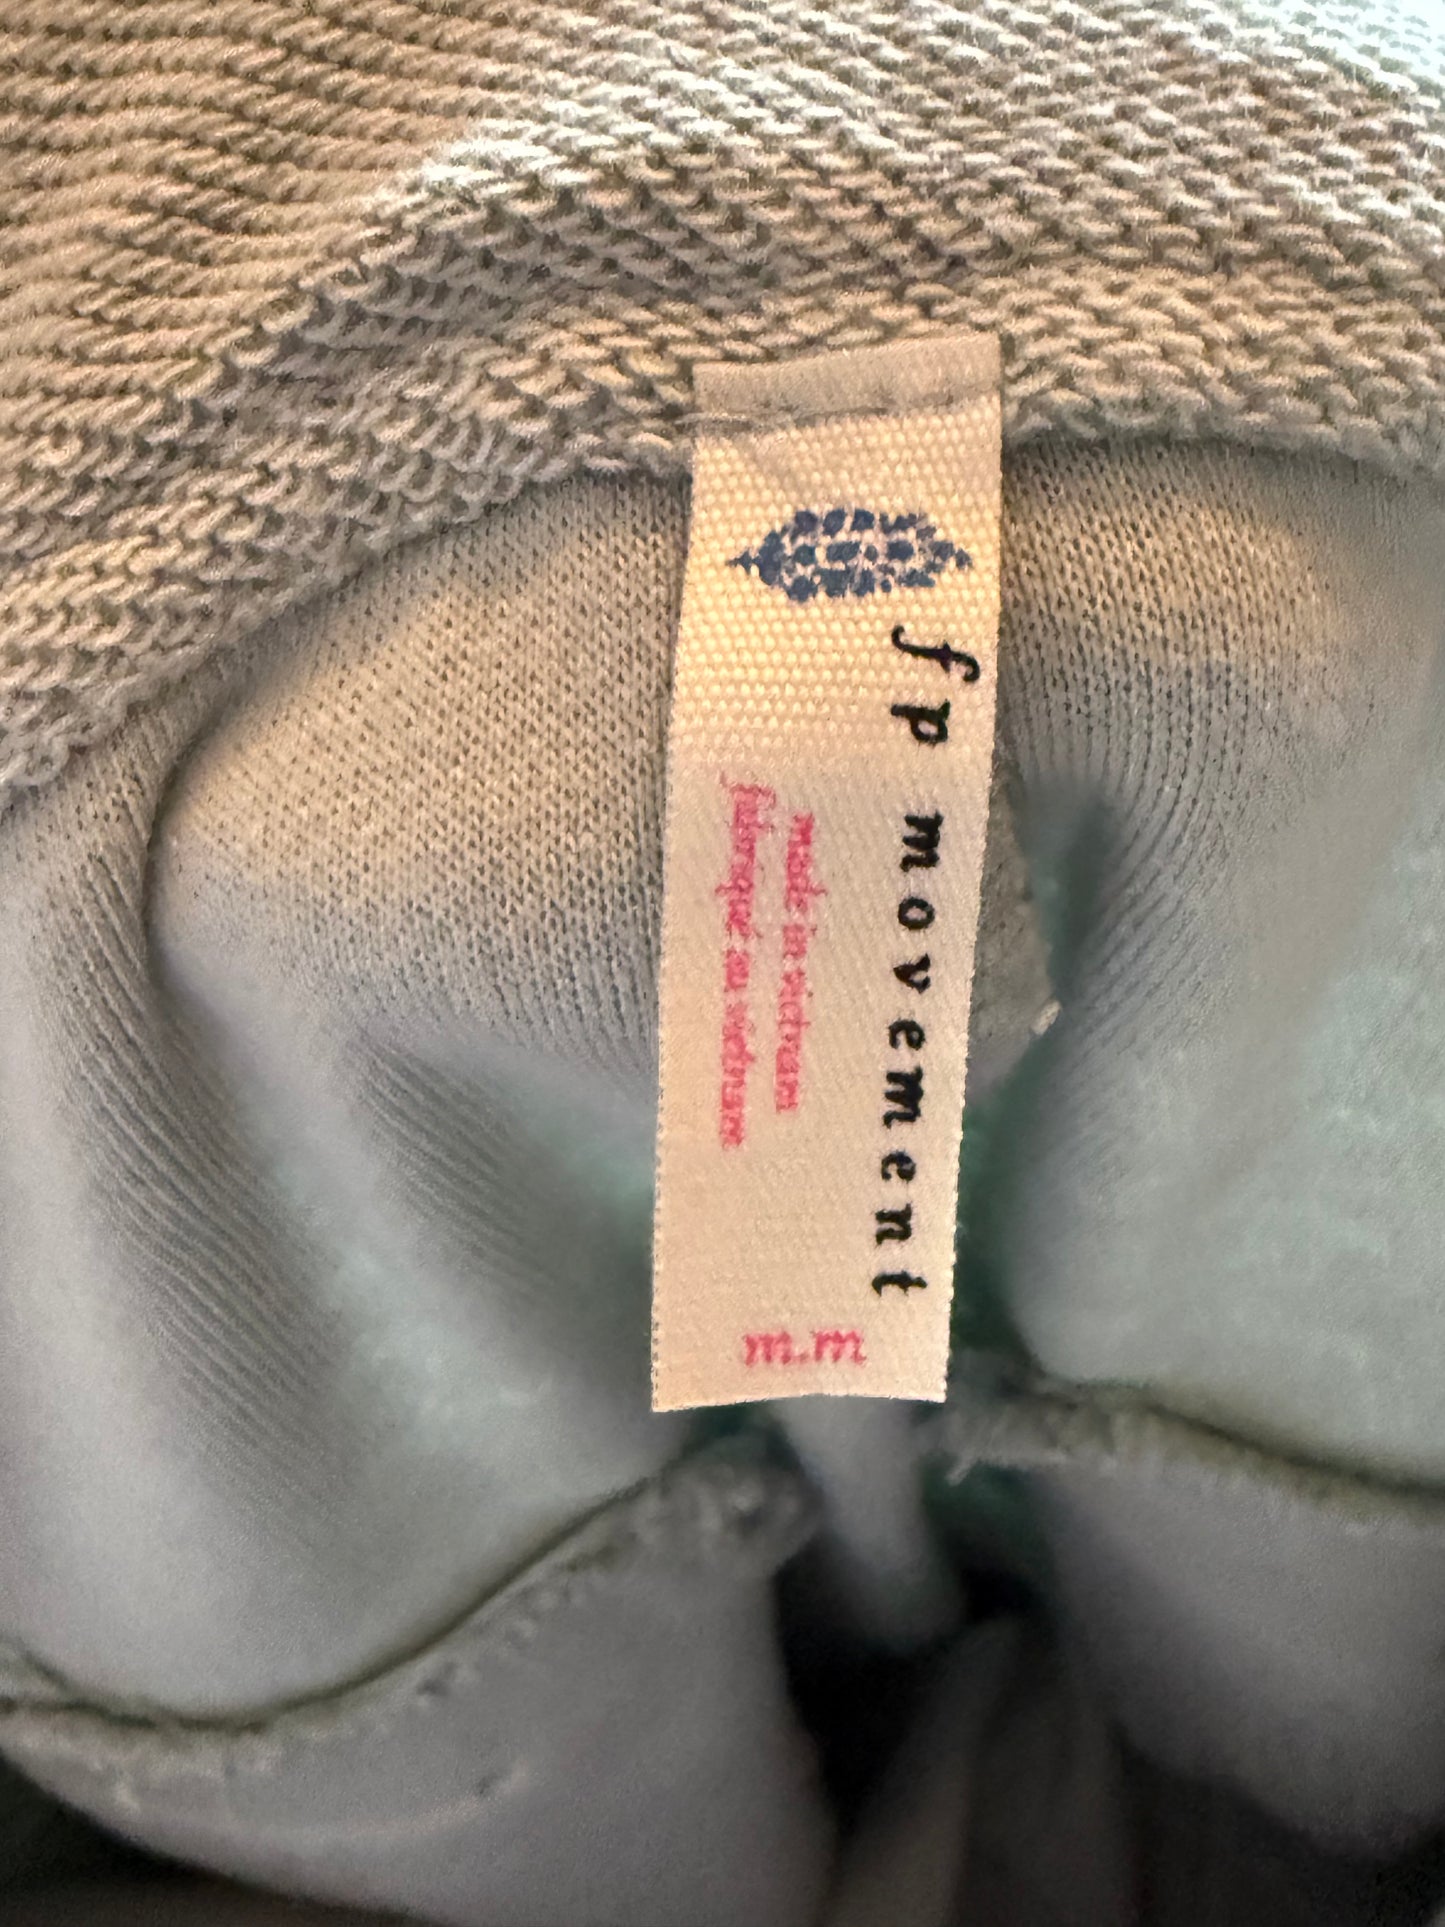 fp movement
made in vietnam
fabriqué au vietnam
m.m